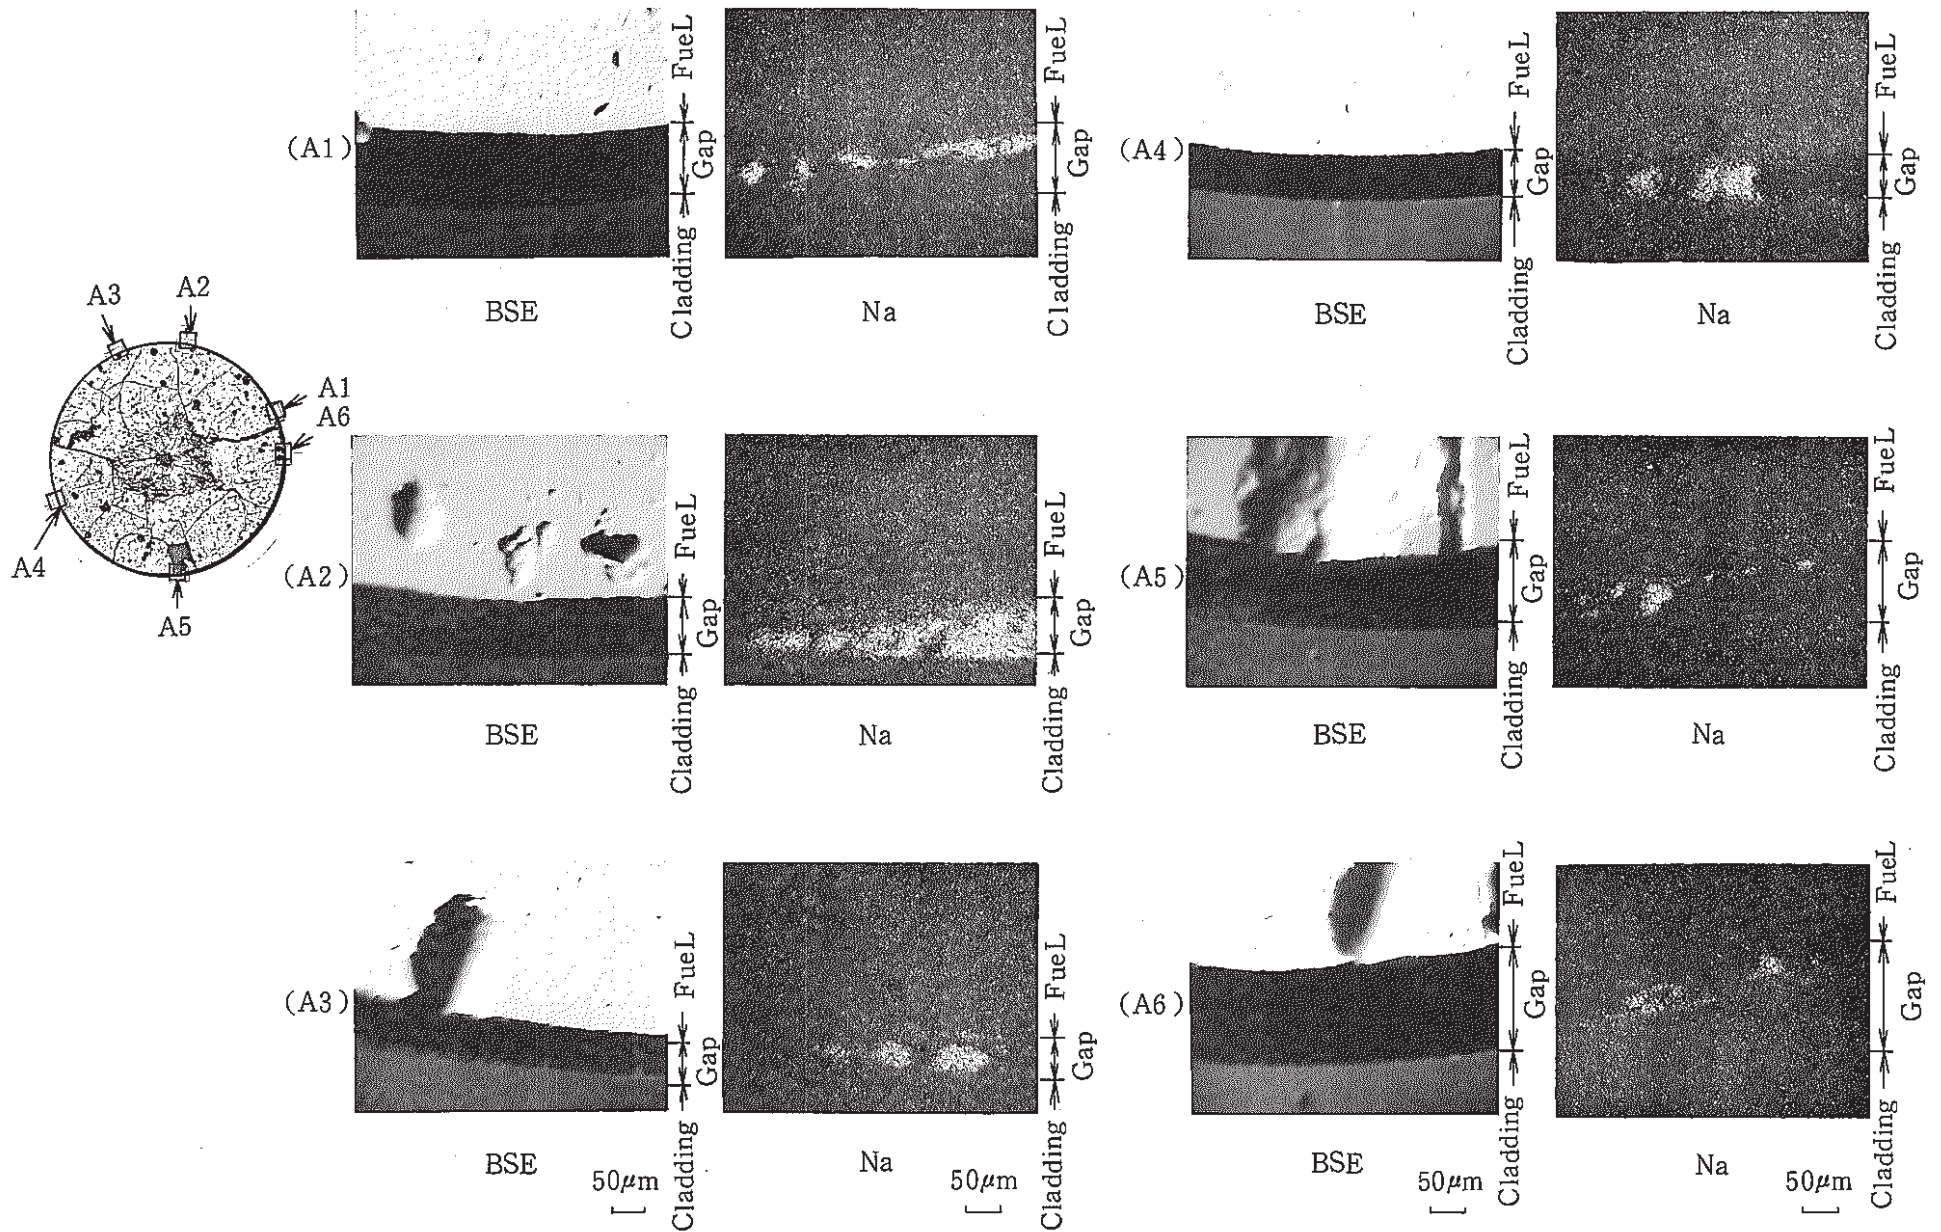 A3
A2
A1
A6
A4
A5
(A1)
Cladding Gap FueL
Cladding Gap FueL
BSE
Na
(A4)
Cladding Gap FueL
Cladding Gap FueL
BSE
Na
(A2)
Cladding Gap FueL
Cladding Gap FueL
BSE
Na
(A5)
Cladding Gap FueL
Cladding Gap FueL
BSE
Na
(A3)
Cladding Gap FueL
Cladding Gap FueL
BSE
50μm
Na
50μm
(A6)
Cladding Gap FueL
Cladding Gap FueL
BSE
50μm
Na
50μm